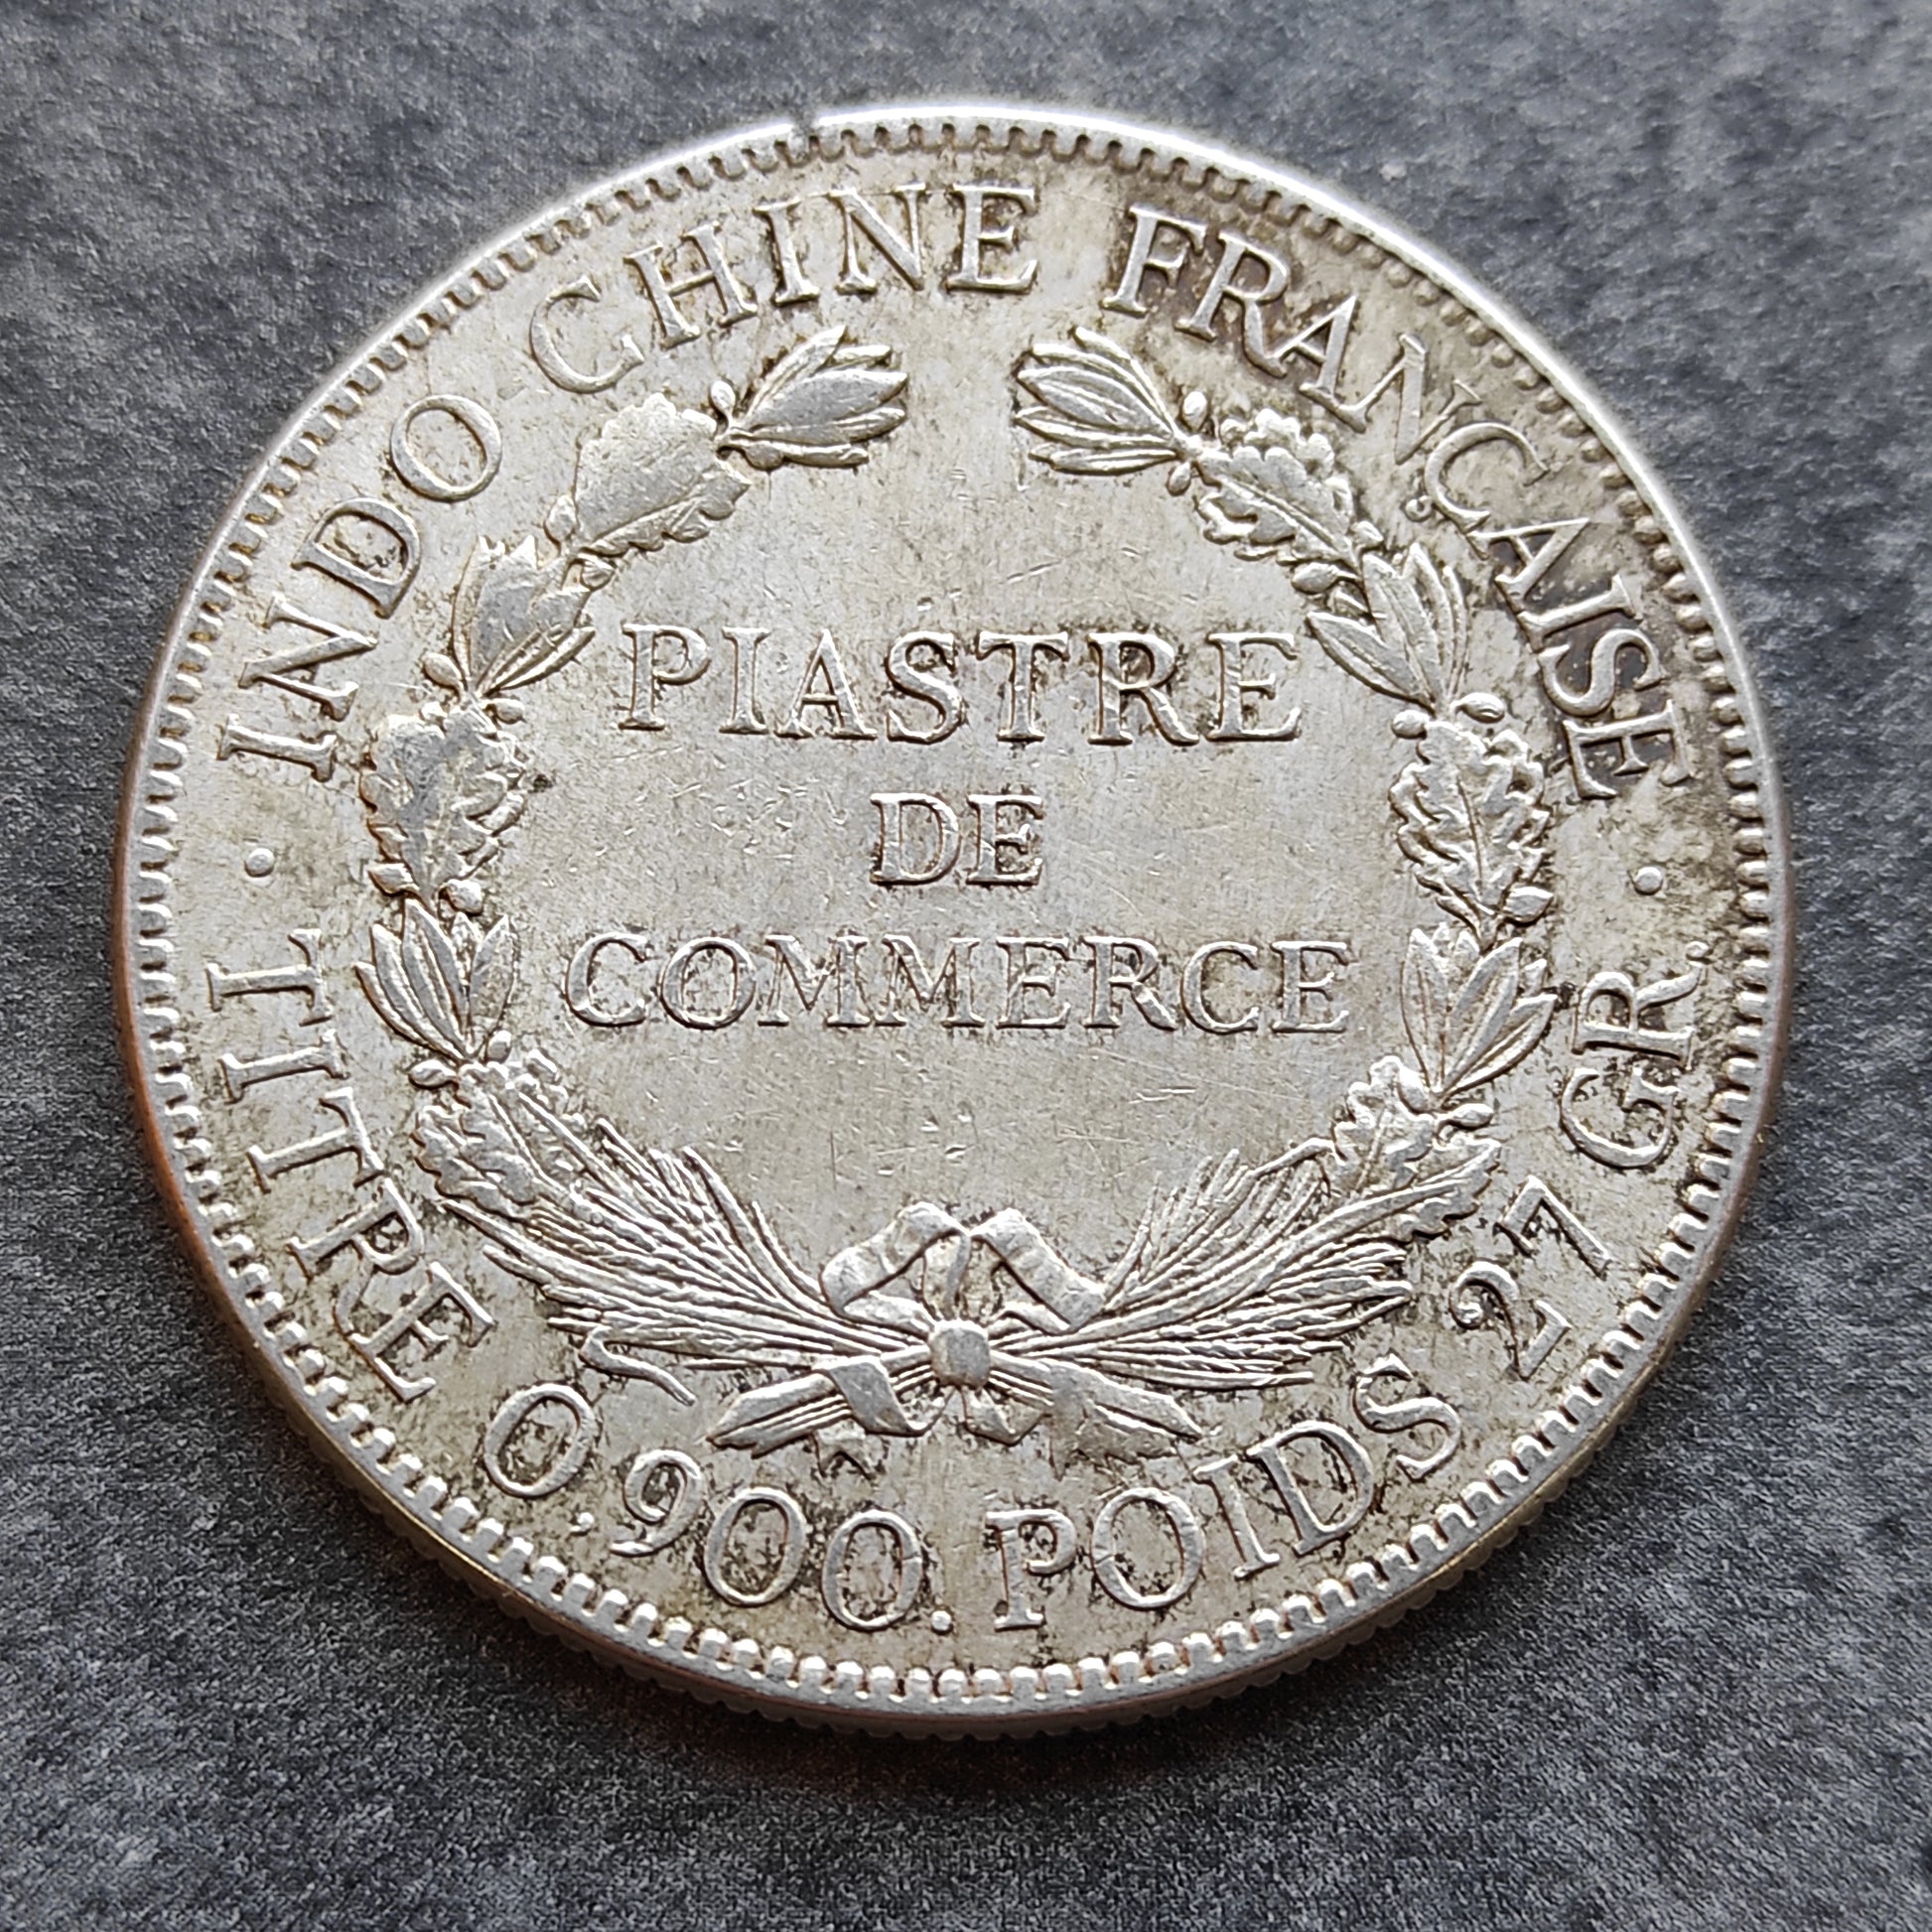 INDO CHINE FRANÇAISE
PIASTRE
DE
COMMERCE
TITRE 0,900. POIDS 27 GR.